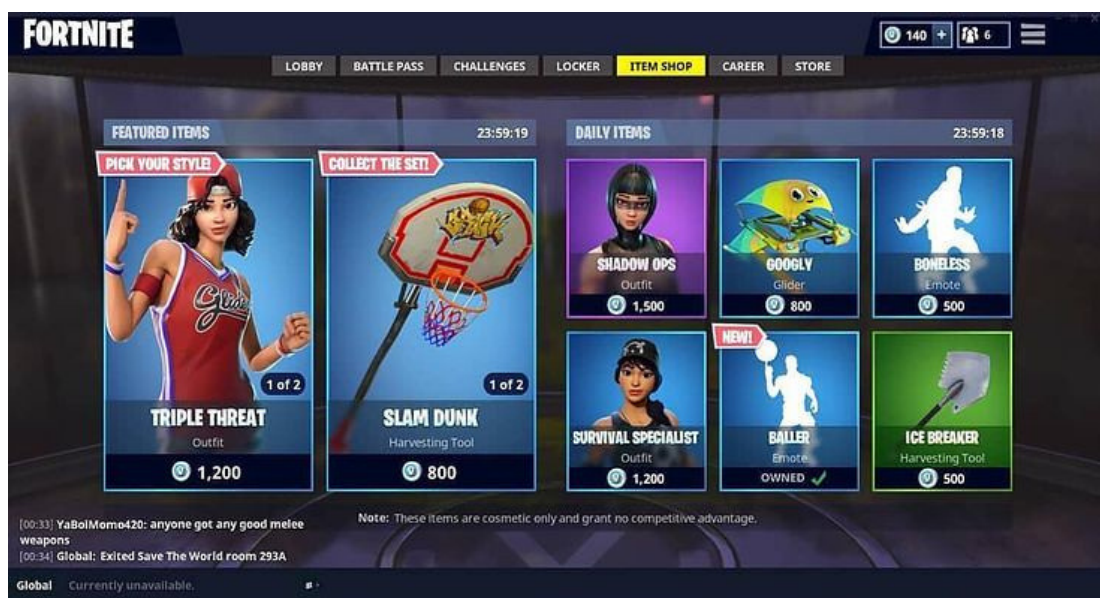 FORTNITE
140 +
6
LOBBY BATTLE PASS CHALLENGES LOCKER ITEM SHOP CAREER STORE
FEATURED ITEMS 23:59:19
PICK YOUR STYLE!
1 of 2
TRIPLE THREAT
Outfit
1,200
COLLECT THE SET!
1 of 2
SLAM DUNK
Harvesting Tool
800
DAILY ITEMS 23:59:18
SHADOW OPS
Outfit
1,500
GOOGLY
Glider
800
BONELESS
Emote
500
SURVIVAL SPECIALIST
Outfit
1,200
NEW!
BALLER
Emote
OWNED
ICE BREAKER
Harvesting Tool
500
Note: These items are cosmetic only and grant no competitive advantage.
[00:33] YaBoiMomo420: anyone got any good melee
weapons
[00:34] Global: Exited Save The World room 293A
Global Currently unavailable.